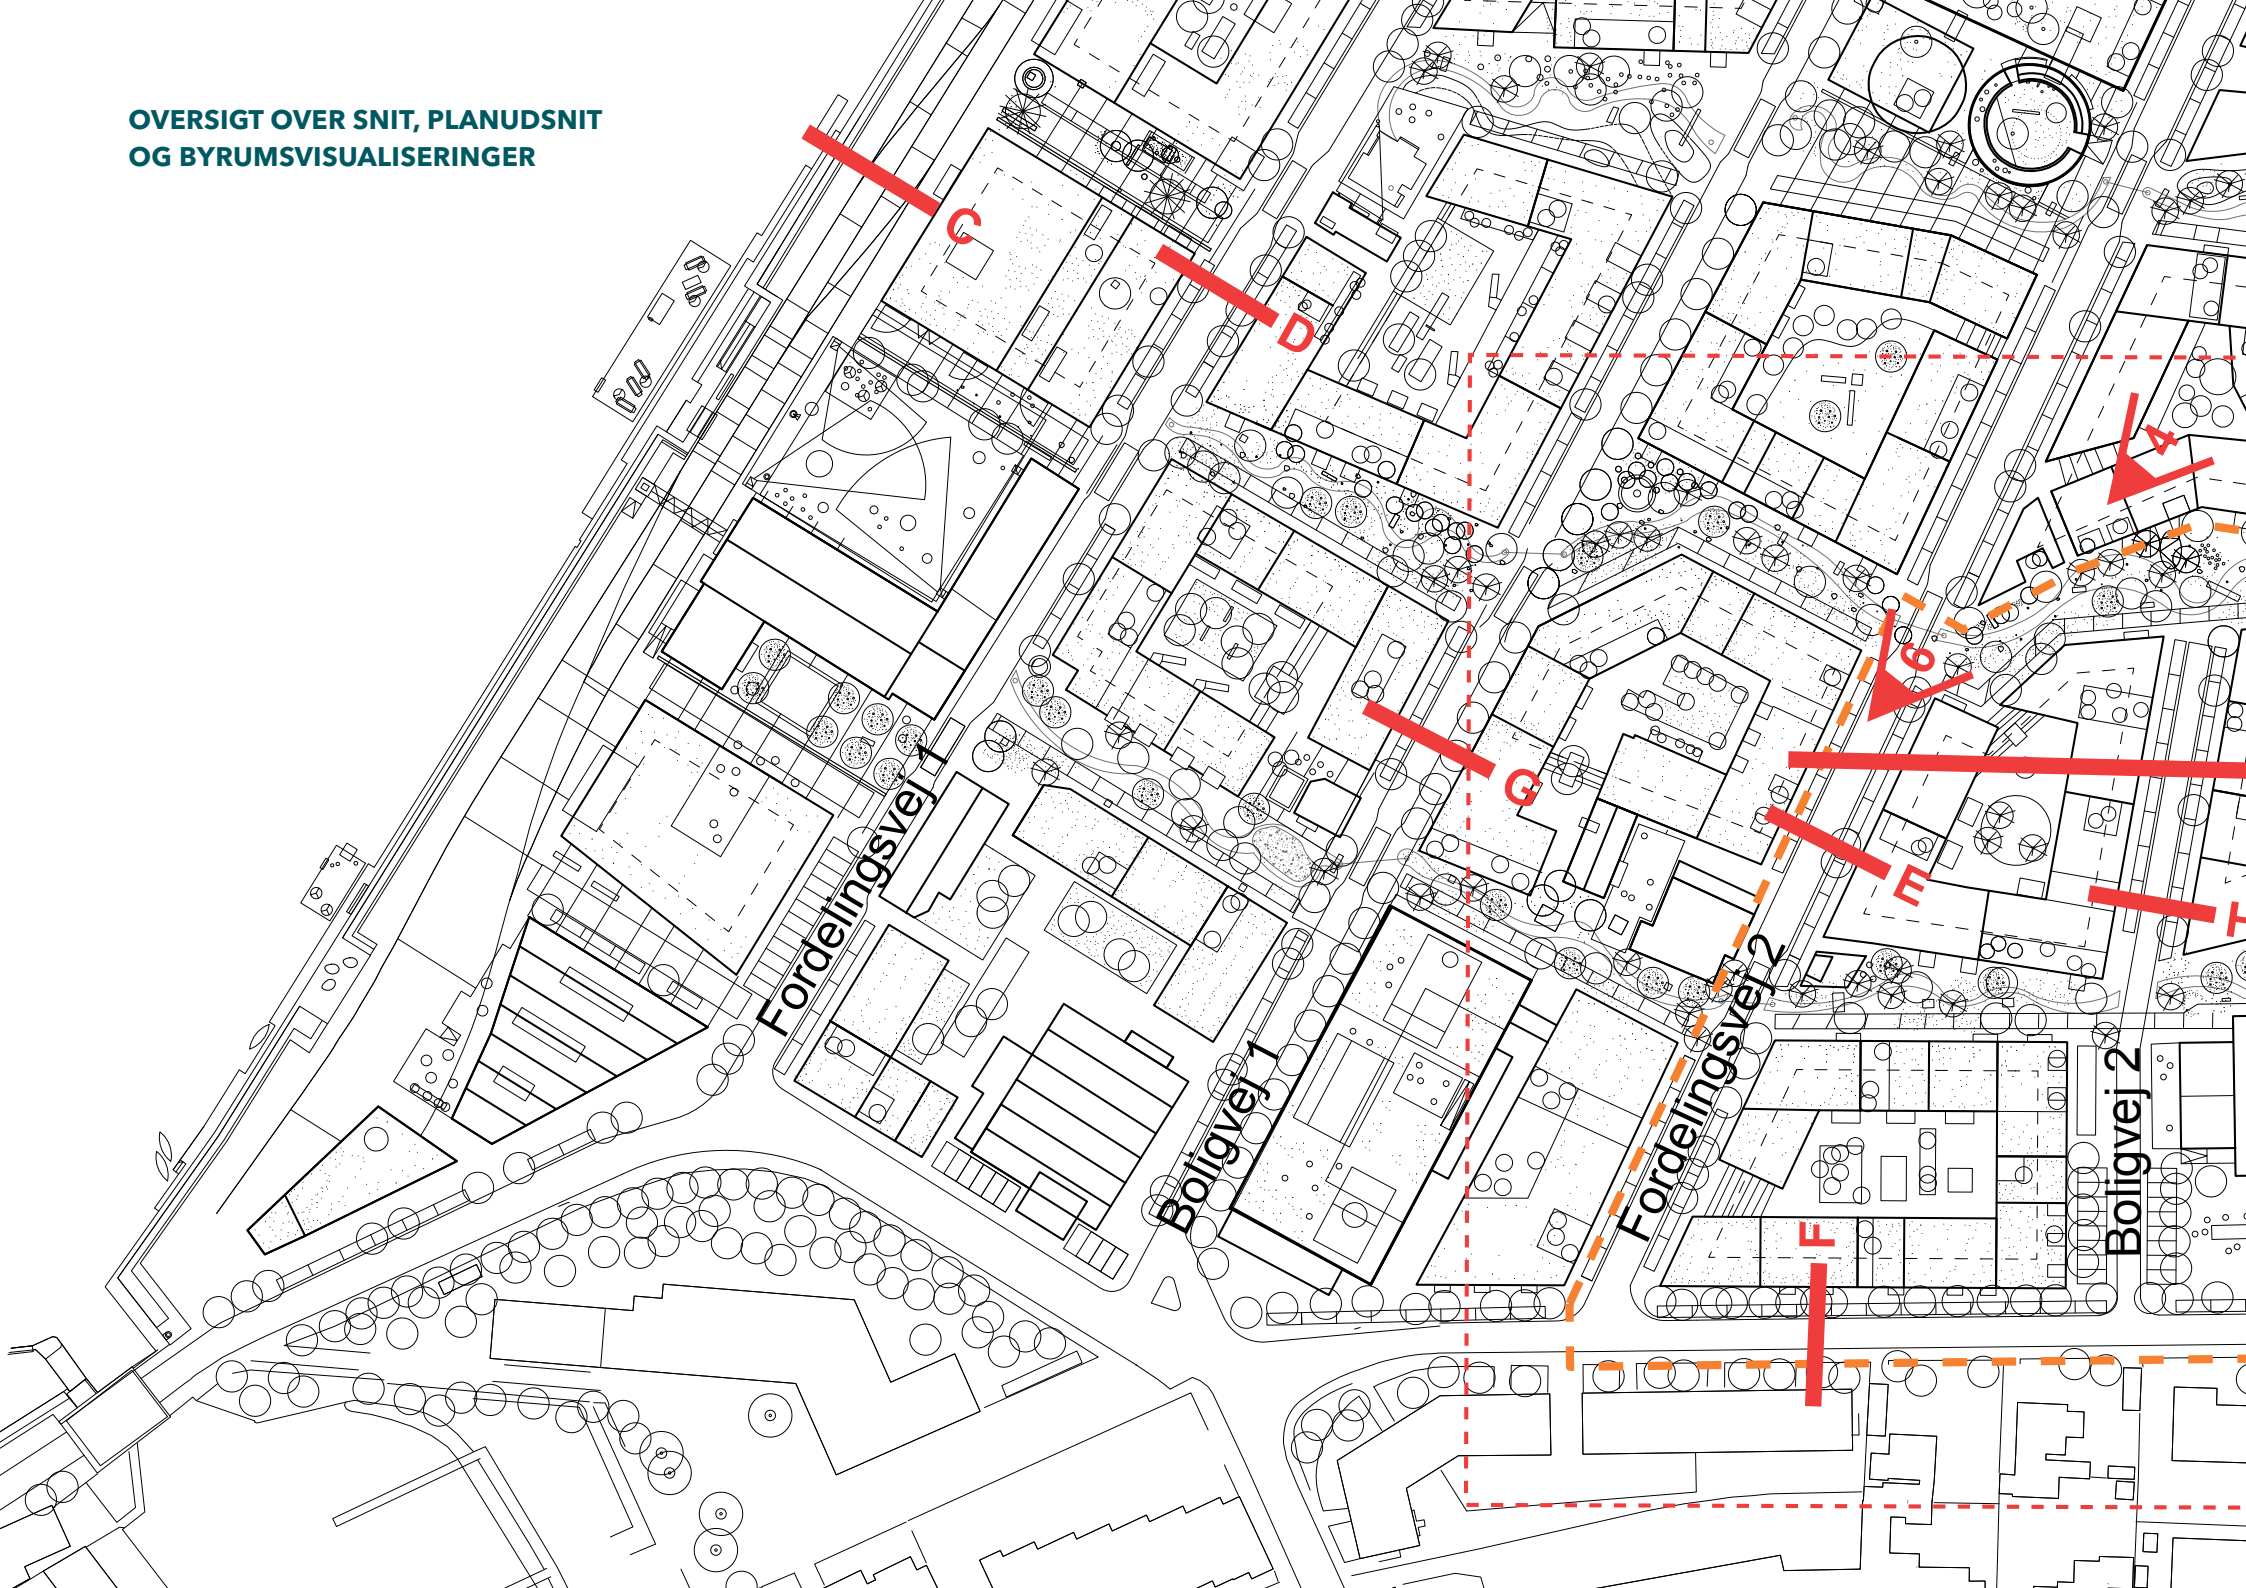 OVERSIGT OVER SNIT, PLANUDSNIT
OG BYRUMSVISUALISERINGER
C
D
4
6
G
E
Fordelingsvej 1
Fordelingsvej 2
Boligvej 1
Boligvej 2
F